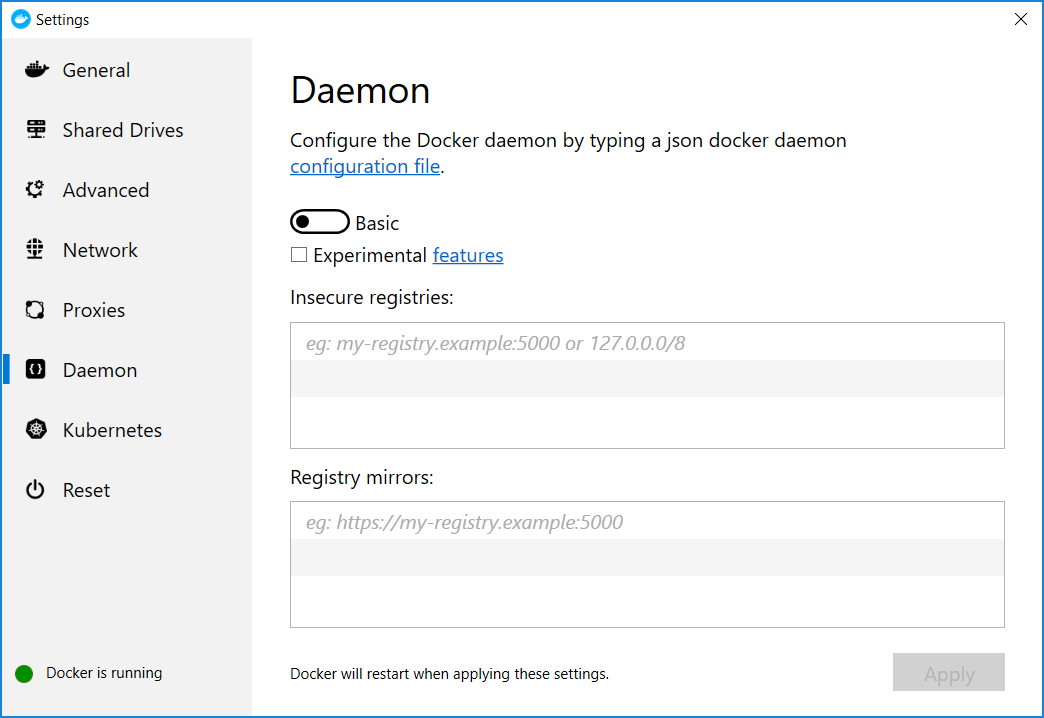 Settings
General
Shared Drives
Advanced
Network
Proxies
Daemon
Kubernetes
Reset
Docker is running
Daemon
Configure the Docker daemon by typing a json docker daemon
configuration file.
Basic
Experimental features
Insecure registries:
eg: my-registry.example:5000 or 127.0.0.0/8
Registry mirrors:
eg: https://my-registry.example:5000
Docker will restart when applying these settings.
Apply